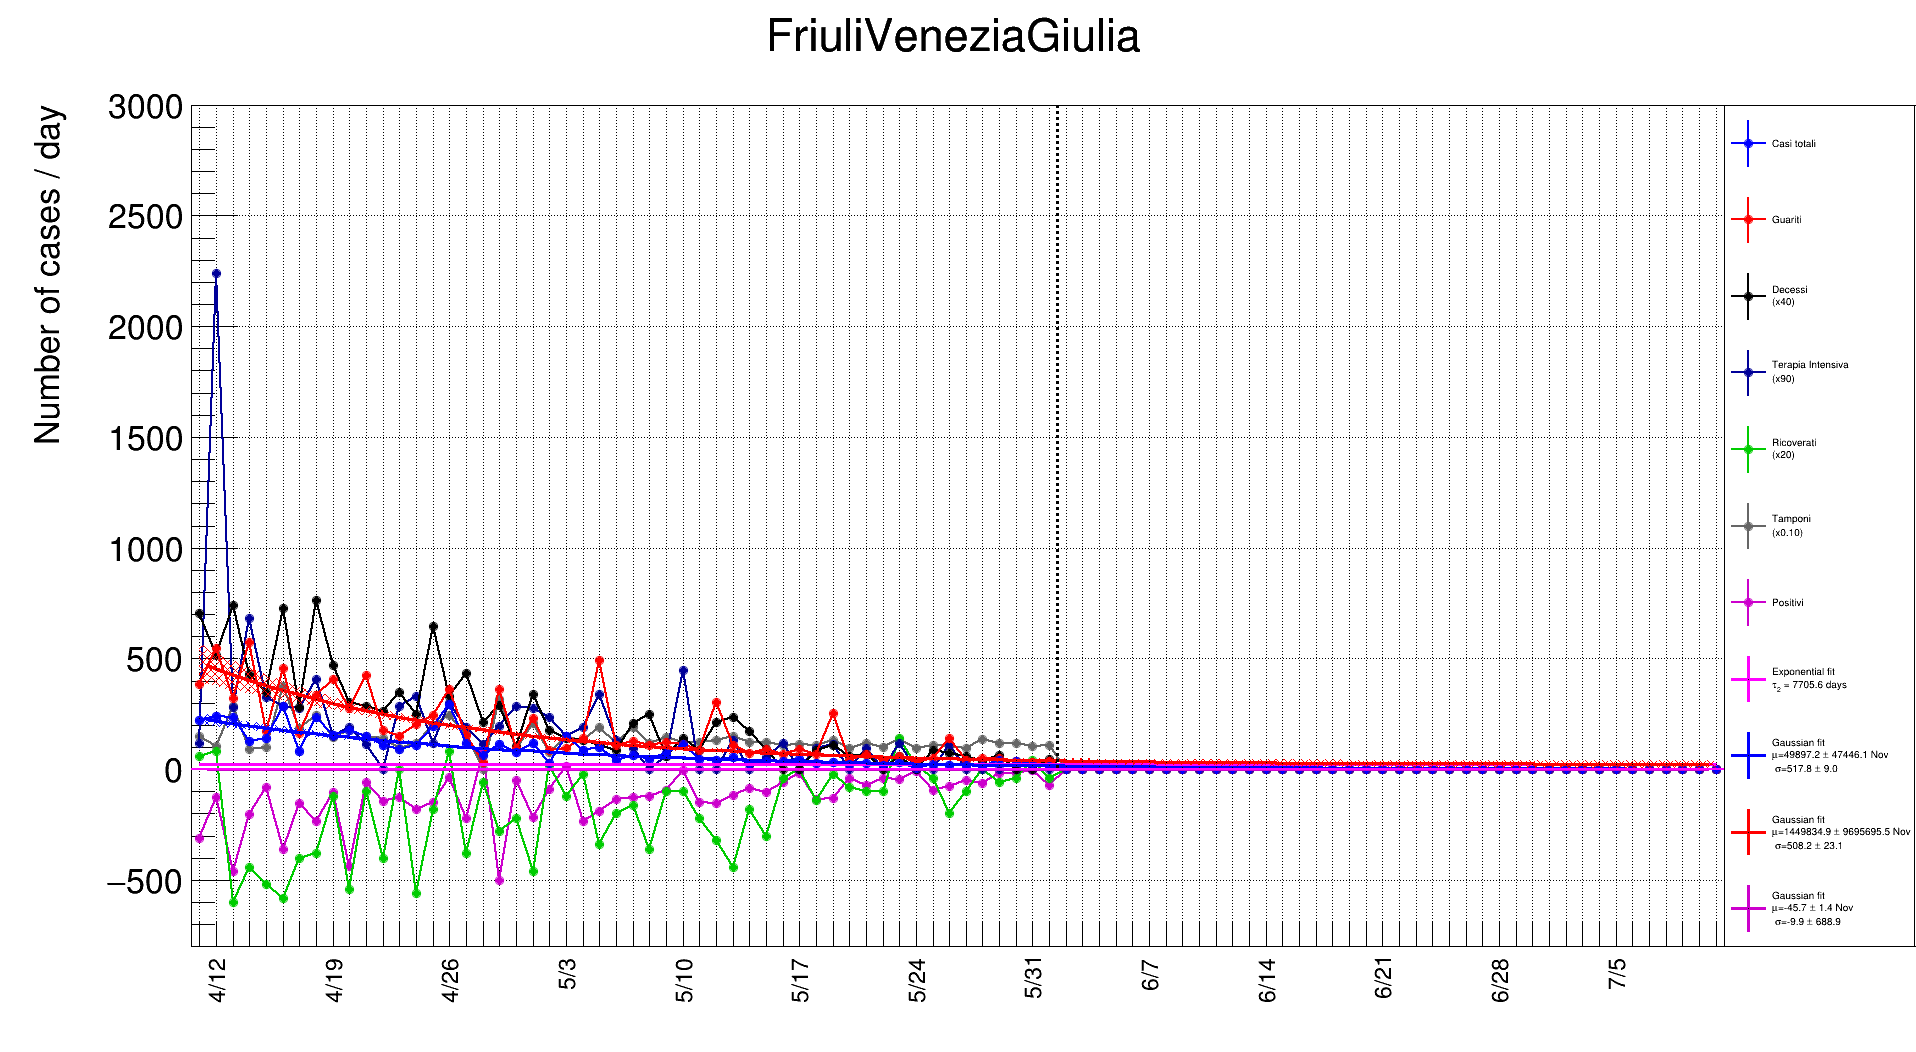 FriuliVeneziaGiulia
Number of cases / day
3000
2500
2000
1500
1000
500
0
−500
4/12
4/19
4/26
5/3
5/10
5/17
5/24
5/31
6/7
6/14
6/21
6/28
7/5
Casi totali
Guariti
Decessi
(x40)
Terapia Intensiva
(x90)
Ricoverati
(x20)
Tamponi
(x0.10)
Positivi
Exponential fit
τ2 = 7705.6 days
Gaussian fit
μ=49897.2 ± 47446.1 Nov
σ=517.8 ± 9.0
Gaussian fit
μ=1449834.9 ± 9695695.5 Nov
σ=508.2 ± 23.1
Gaussian fit
μ=-45.7 ± 1.4 Nov
σ=-9.9 ± 688.9